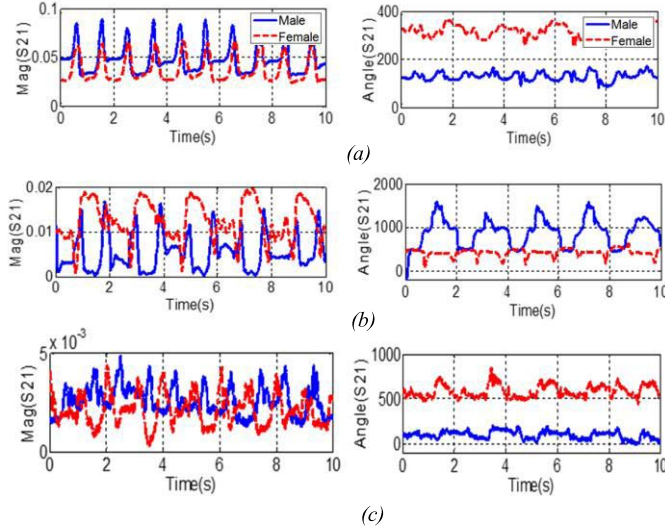 0.1
0.05
0
Mag(S21)
Male
Female
0 2 4 6 8 10
Time(s)
400
200
0
Angle(S21)
Male
Female
0 2 4 6 8 10
Time(s)
(a)
0.02
0.01
0
Mag(S21)
0 2 4 6 8 10
Time(s)
2000
1000
0
Angle(S21)
0 2 4 6 8 10
Time(s)
(b)
5 x 10⁻³
0
Mag(S21)
0 2 4 6 8 10
Time(s)
1000
500
0
Angle(S21)
0 2 4 6 8 10
Time(s)
(c)